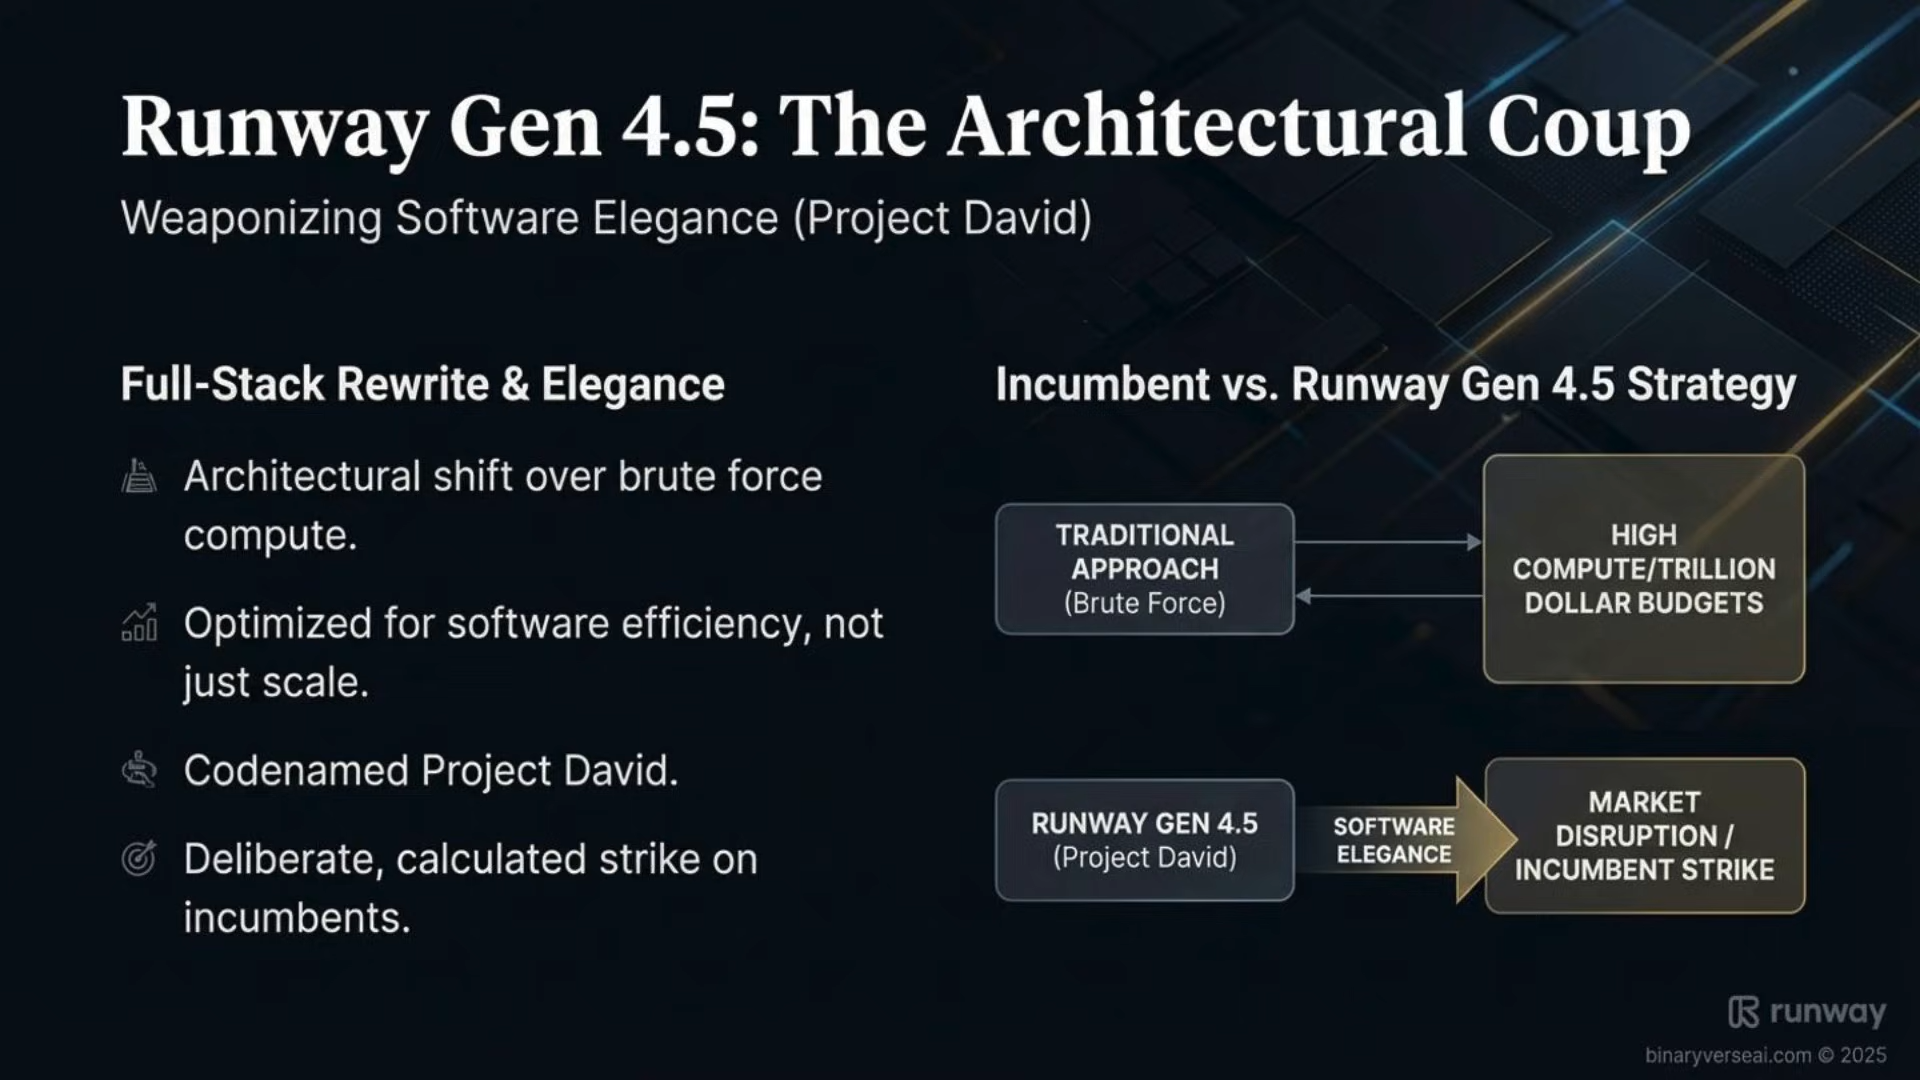 Runway Gen 4.5: The Architectural Coup
Weaponizing Software Elegance (Project David)
Full-Stack Rewrite & Elegance
Architectural shift over brute force
compute.
Optimized for software efficiency, not
just scale.
Codenamed Project David.
Deliberate, calculated strike on
incumbents.
Incumbent vs. Runway Gen 4.5 Strategy
TRADITIONAL
APPROACH
(Brute Force)
HIGH
COMPUTE/TRILLION
DOLLAR BUDGETS
RUNWAY GEN 4.5
(Project David)
SOFTWARE
ELEGANCE
MARKET
DISRUPTION /
INCUMBENT STRIKE
runway
binaryverseai.com © 2025